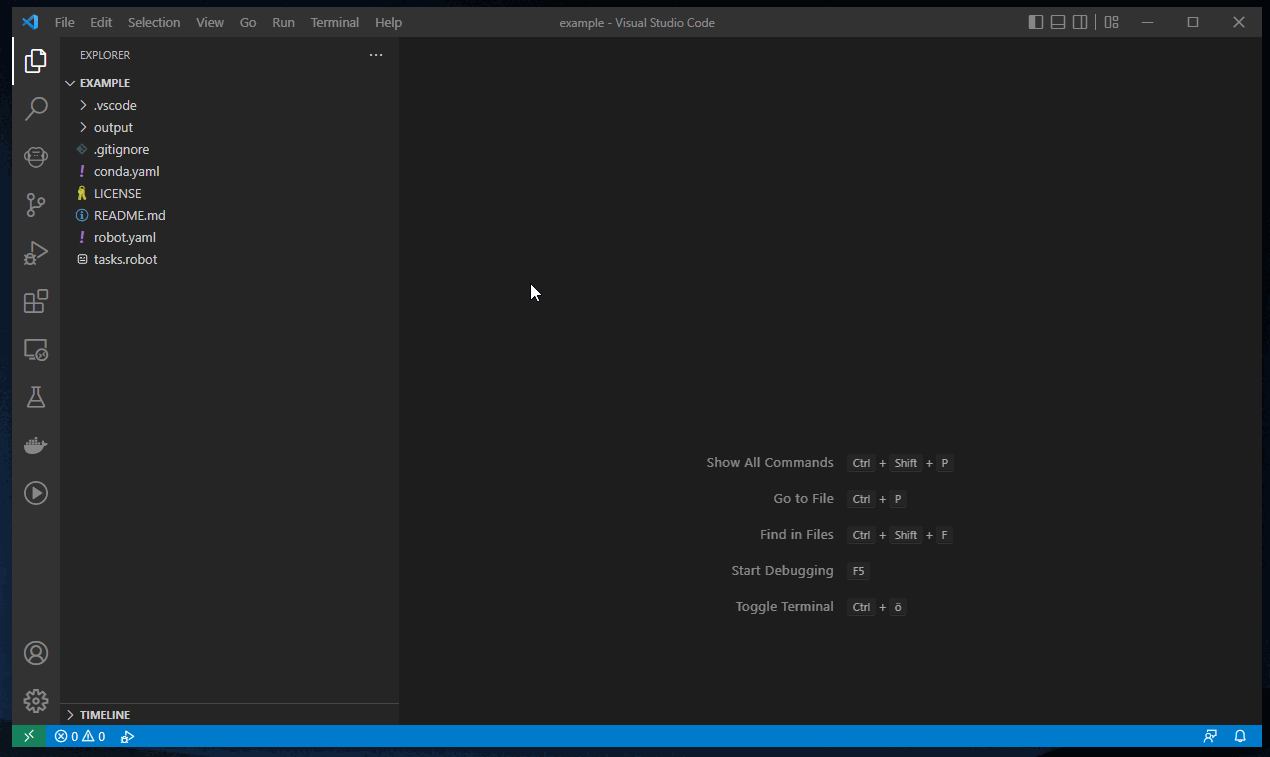 File Edit Selection View Go Run Terminal Help example - Visual Studio Code
EXPLORER ...
EXAMPLE
.vscode
output
.gitignore
! conda.yaml
LICENSE
README.md
! robot.yaml
tasks.robot
Show All Commands Ctrl + Shift + P
Go to File Ctrl + P
Find in Files Ctrl + Shift + F
Start Debugging F5
Toggle Terminal Ctrl + ö
TIMELINE
0 0